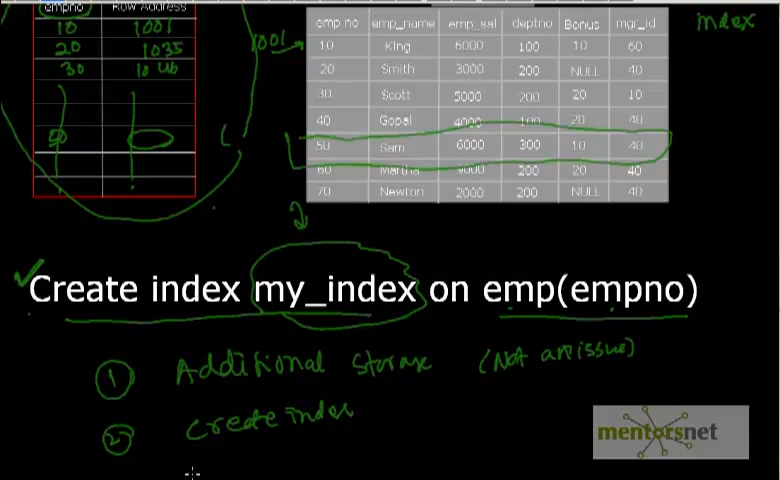 empno Row Address
10 1001
20 1035
30 1046
50
1001
emp no emp_name emp_sal deptno Bonus mgr_id
10 King 6000 100 10 60
20 Smith 3000 200 NULL 40
30 Scott 5000 200 20 10
40 Gopal 4000 100 20 40
50 Sam 6000 300 10 40
60 Martha 4000 200 20 40
70 Newton 2000 200 NULL 40
index
Create index my_index on emp(empno)
1 Additional storage (Not an issue)
2 Create index
mentorsnet